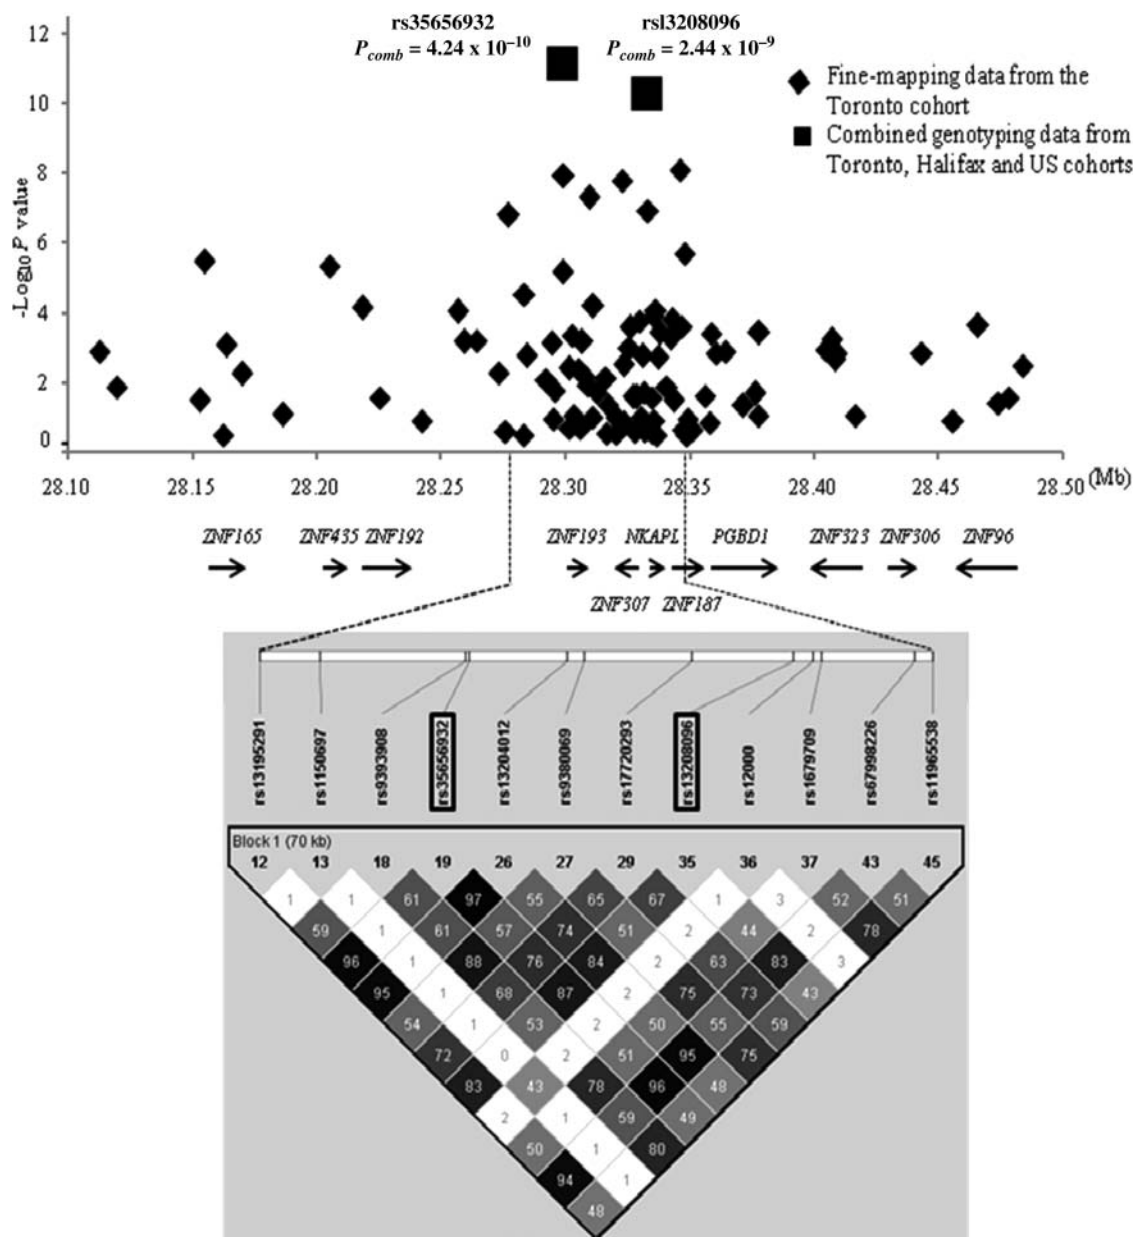 rs35656932
P_comb = 4.24 x 10⁻¹⁰
rsl3208096
P_comb = 2.44 x 10⁻⁹
Fine-mapping data from the
Toronto cohort
Combined genotyping data from
Toronto, Halifax and US cohorts
-Log10 P value
12
10
8
6
4
2
0
28.10 28.20 28.25 28.30 28.35 28.40 28.45 28.50 (Mb)
ZNF165 ZNF435 ZNF192 ZNF193 NKAPL PGBD1 ZNF323 ZNF306 ZNF96
ZNF307 ZNF187
rs13195291
rs1150697
rs9393908
rs35656932
rs13204012
rs9380069
rs17720293
rs13208096
rs12000
rs1679709
rs67998226
rs11965538
Block 1 (70 kb)
12 13 18 19 26 27 29 35 36 37 43 45
1 1 61 97 55 65 67 1 3 52 51
59 1 61 57 74 51 2 44 2 78
96 1 88 76 84 2 63 83 3
95 1 68 87 2 75 73 43
54 1 53 2 50 55 59
72 0 2 51 95 75
83 43 78 96 48
2 1 59 49
50 1 80
94 1
48